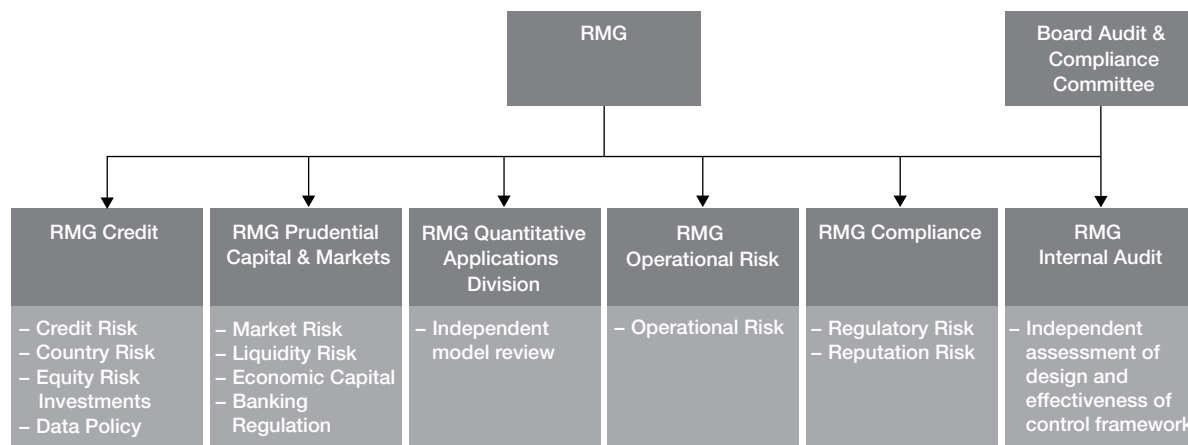 RMG
Board Audit &
Compliance
Committee
RMG Credit
– Credit Risk
– Country Risk
– Equity Risk
Investments
– Data Policy
RMG Prudential
Capital & Markets
– Market Risk
– Liquidity Risk
– Economic Capital
– Banking
Regulation
RMG Quantitative
Applications
Division
– Independent
model review
RMG
Operational Risk
– Operational Risk
RMG Compliance
– Regulatory Risk
– Reputation Risk
RMG
Internal Audit
– Independent
assessment of
design and
effectiveness of
control framework